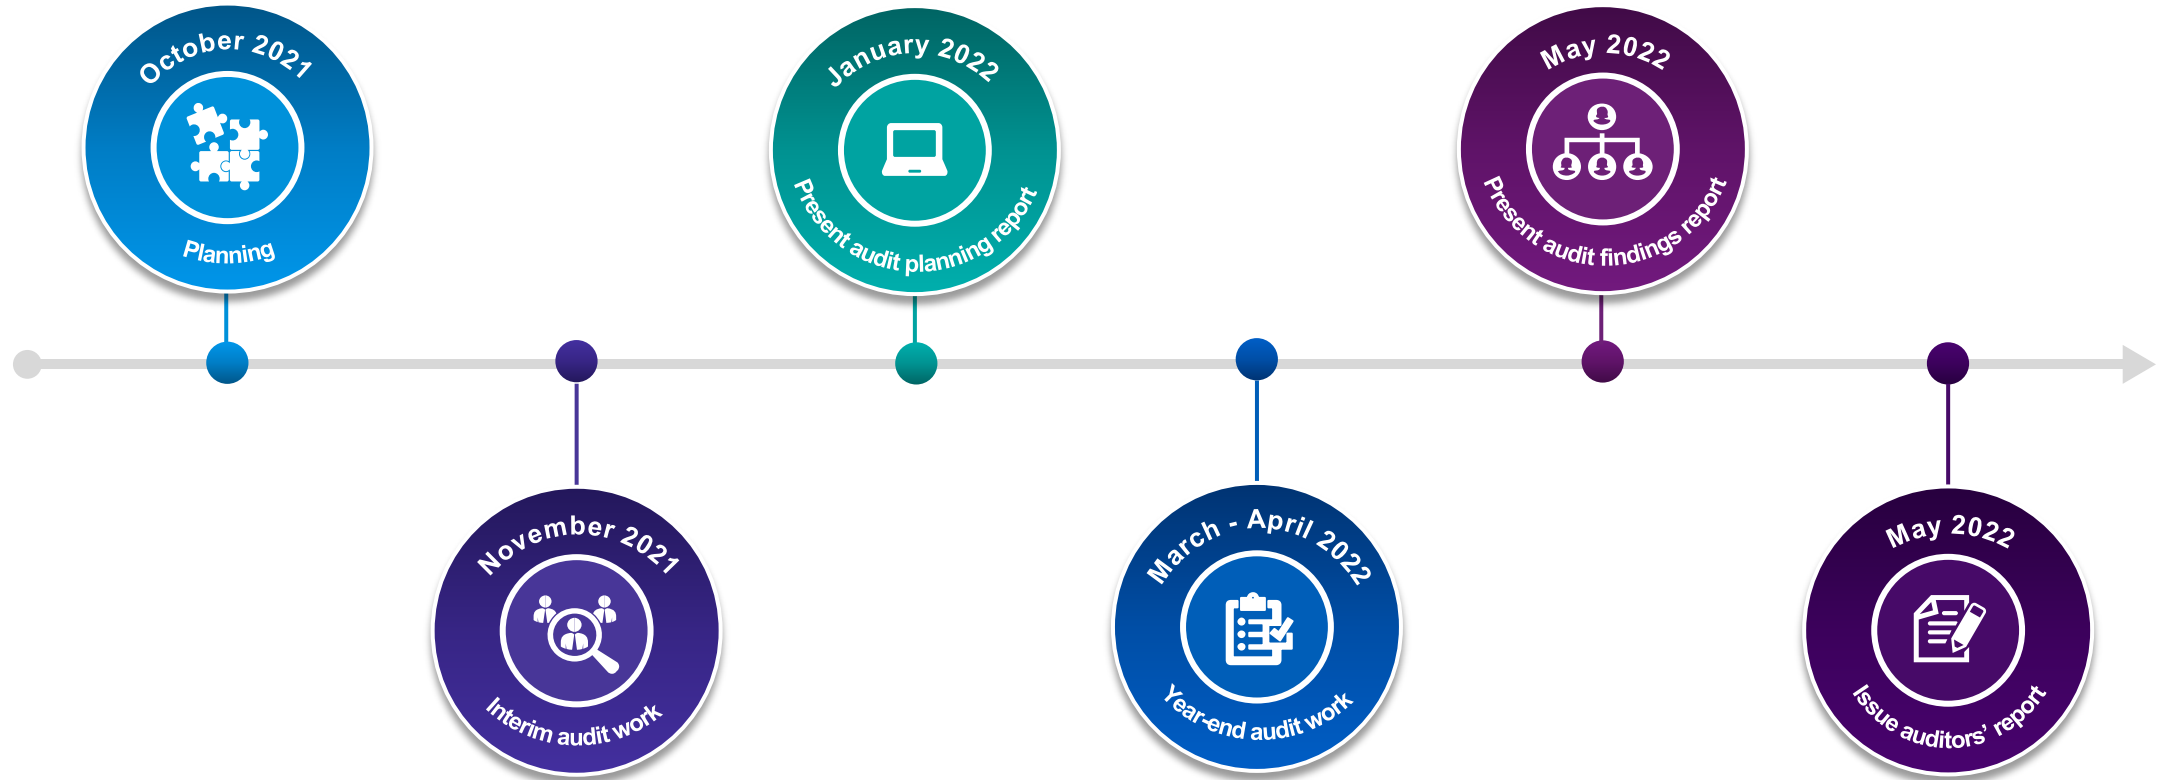 October 2021
Planning
November 2021
Interim audit work
January 2022
Present audit planning report
March - April 2022
Year-end audit work
May 2022
Present audit findings report
May 2022
Issue auditors’ report